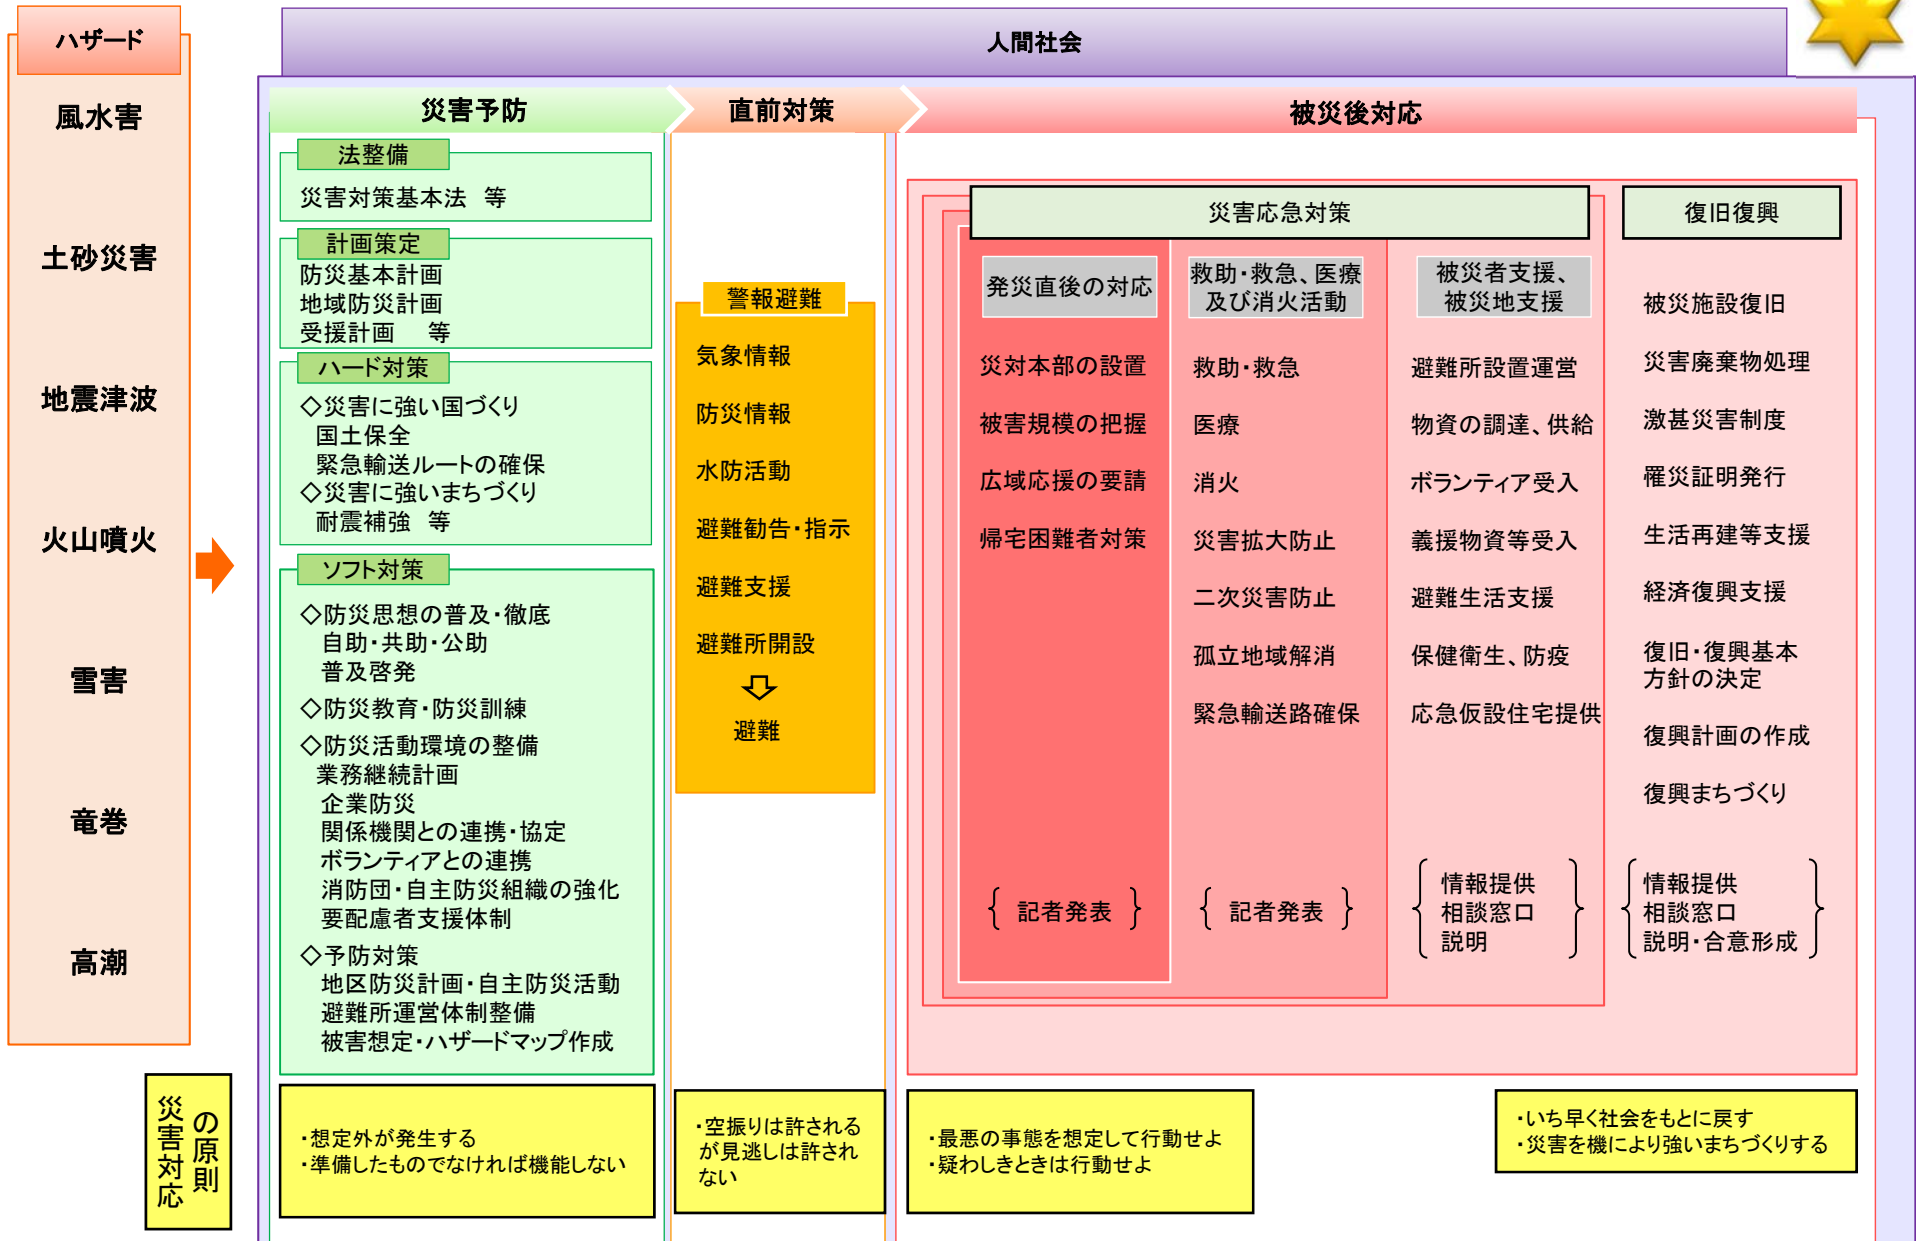 ハザード
風水害
土砂災害
地震津波
火山噴火
雪害
竜巻
高潮
人間社会
災害予防
法整備
災害対策基本法 等
計画策定
防災基本計画
地域防災計画
受援計画 等
ハード対策
◇災害に強い国づくり
国土保全
緊急輸送ルートの確保
◇災害に強いまちづくり
耐震補強 等
ソフト対策
◇防災思想の普及・徹底
自助・共助・公助
普及啓発
◇防災教育・防災訓練
◇防災活動環境の整備
業務継続計画
企業防災
関係機関との連携・協定
ボランティアとの連携
消防団・自主防災組織の強化
要配慮者支援体制
◇予防対策
地区防災計画・自主防災活動
避難所運営体制整備
被害想定・ハザードマップ作成
直前対策
警報避難
気象情報
防災情報
水防活動
避難勧告・指示
避難支援
避難所開設
避難
被災後対応
災害応急対策
発災直後の対応
災対本部の設置
被害規模の把握
広域応援の要請
帰宅困難者対策
記者発表
救助・救急、医療
及び消火活動
救助・救急
医療
消火
災害拡大防止
二次災害防止
孤立地域解消
緊急輸送路確保
記者発表
被災者支援、
被災地支援
避難所設置運営
物資の調達、供給
ボランティア受入
義援物資等受入
避難生活支援
保健衛生、防疫
応急仮設住宅提供
情報提供
相談窓口
説明
復旧復興
被災施設復旧
災害廃棄物処理
激甚災害制度
罹災証明発行
生活再建等支援
経済復興支援
復旧・復興基本
方針の決定
復興計画の作成
復興まちづくり
情報提供
相談窓口
説明・合意形成
災害対応
の原則
・想定外が発生する
・準備したものでなければ機能しない
・空振りは許される
が見逃しは許され
ない
・最悪の事態を想定して行動せよ
・疑わしきときは行動せよ
・いち早く社会をもとに戻す
・災害を機により強いまちづくりする